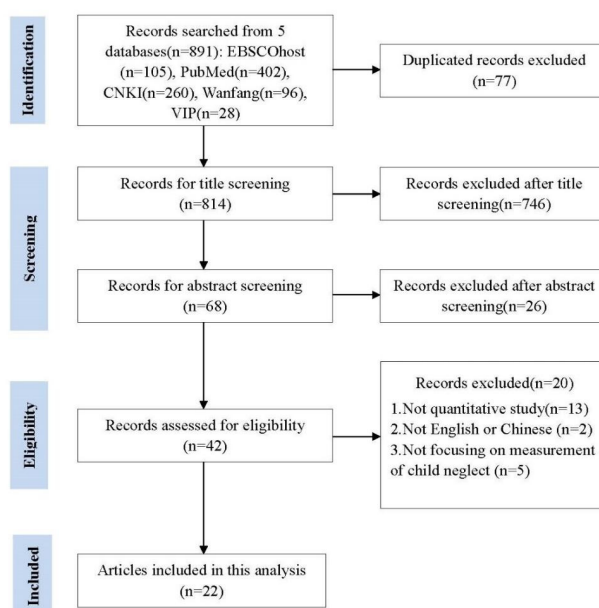 Identification
Records searched from 5
databases(n=891): EBSCOhost
(n=105), PubMed(n=402),
CNKI(n=260), Wanfang(n=96),
VIP(n=28)
Duplicated records excluded
(n=77)
Screening
Records for title screening
(n=814)
Records excluded after title
screening(n=746)
Records for abstract screening
(n=68)
Records excluded after abstract
screening(n=26)
Eligibility
Records assessed for eligibility
(n=42)
Records excluded(n=20)
1.Not quantitative study(n=13)
2.Not English or Chinese (n=2)
3.Not focusing on measurement
of child neglect (n=5)
Included
Articles included in this analysis
(n=22)